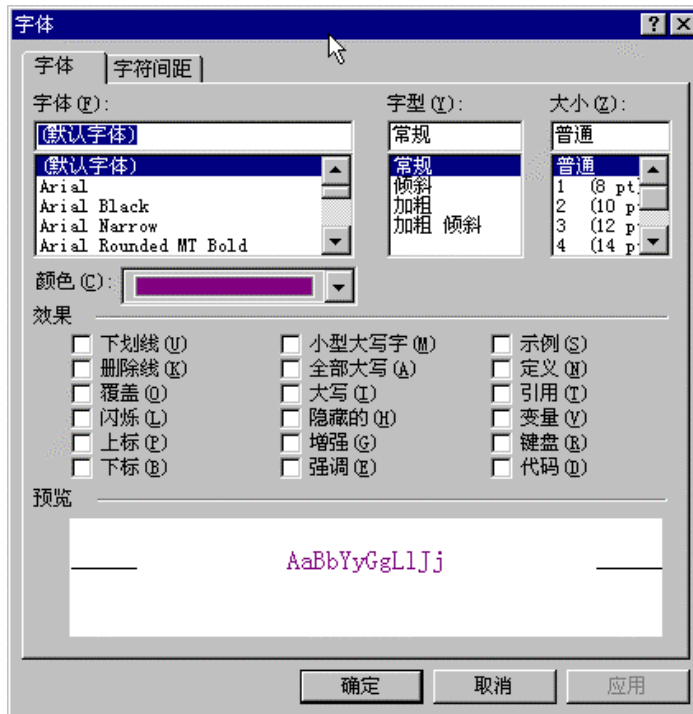 字体
字体 字符间距
字体(F): 字型(Y): 大小(Z):
(默认字体) 常规 普通
(默认字体) 常规 普通
Arial 倾斜 1 (8 pt)
Arial Black 加粗 2 (10 p
Arial Narrow 加粗 倾斜 3 (12 p
Arial Rounded MT Bold 4 (14 p
颜色(C):
效果
下划线(U) 小型大写字(M) 示例(S)
删除线(K) 全部大写(A) 定义(N)
覆盖(O) 大写(I) 引用(T)
闪烁(L) 隐藏的(H) 变量(V)
上标(P) 增强(G) 键盘(R)
下标(B) 强调(E) 代码(D)
预览
AaBbYyGgLlJj
确定 取消 应用